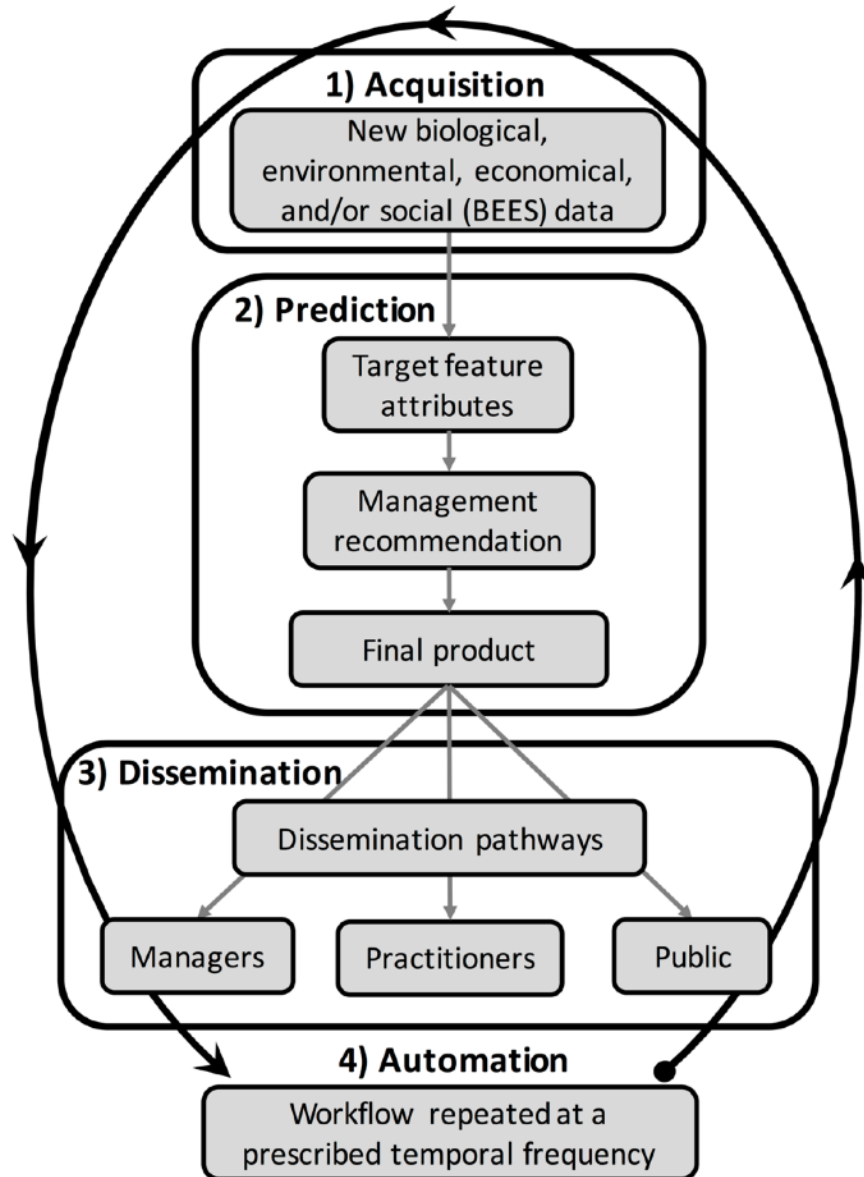 1) Acquisition
New biological,
environmental, economical,
and/or social (BEES) data
2) Prediction
Target feature
attributes
Management
recommendation
Final product
3) Dissemination
Dissemination pathways
Managers
Practitioners
Public
4) Automation
Workflow repeated at a
prescribed temporal frequency